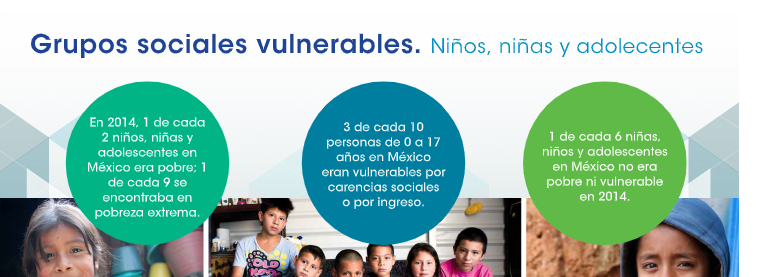 Grupos sociales vulnerables. Niños, niñas y adolecentes
En 2014, 1 de cada
2 niños, niñas y
adolescentes en
México era pobre; 1
de cada 9 se
encontraba en
pobreza extrema.
3 de cada 10
personas de 0 a 17
años en México
eran vulnerables por
carencias sociales
o por ingreso.
1 de cada 6 niñas,
niños y adolescentes
en México no era
pobre ni vulnerable
en 2014.